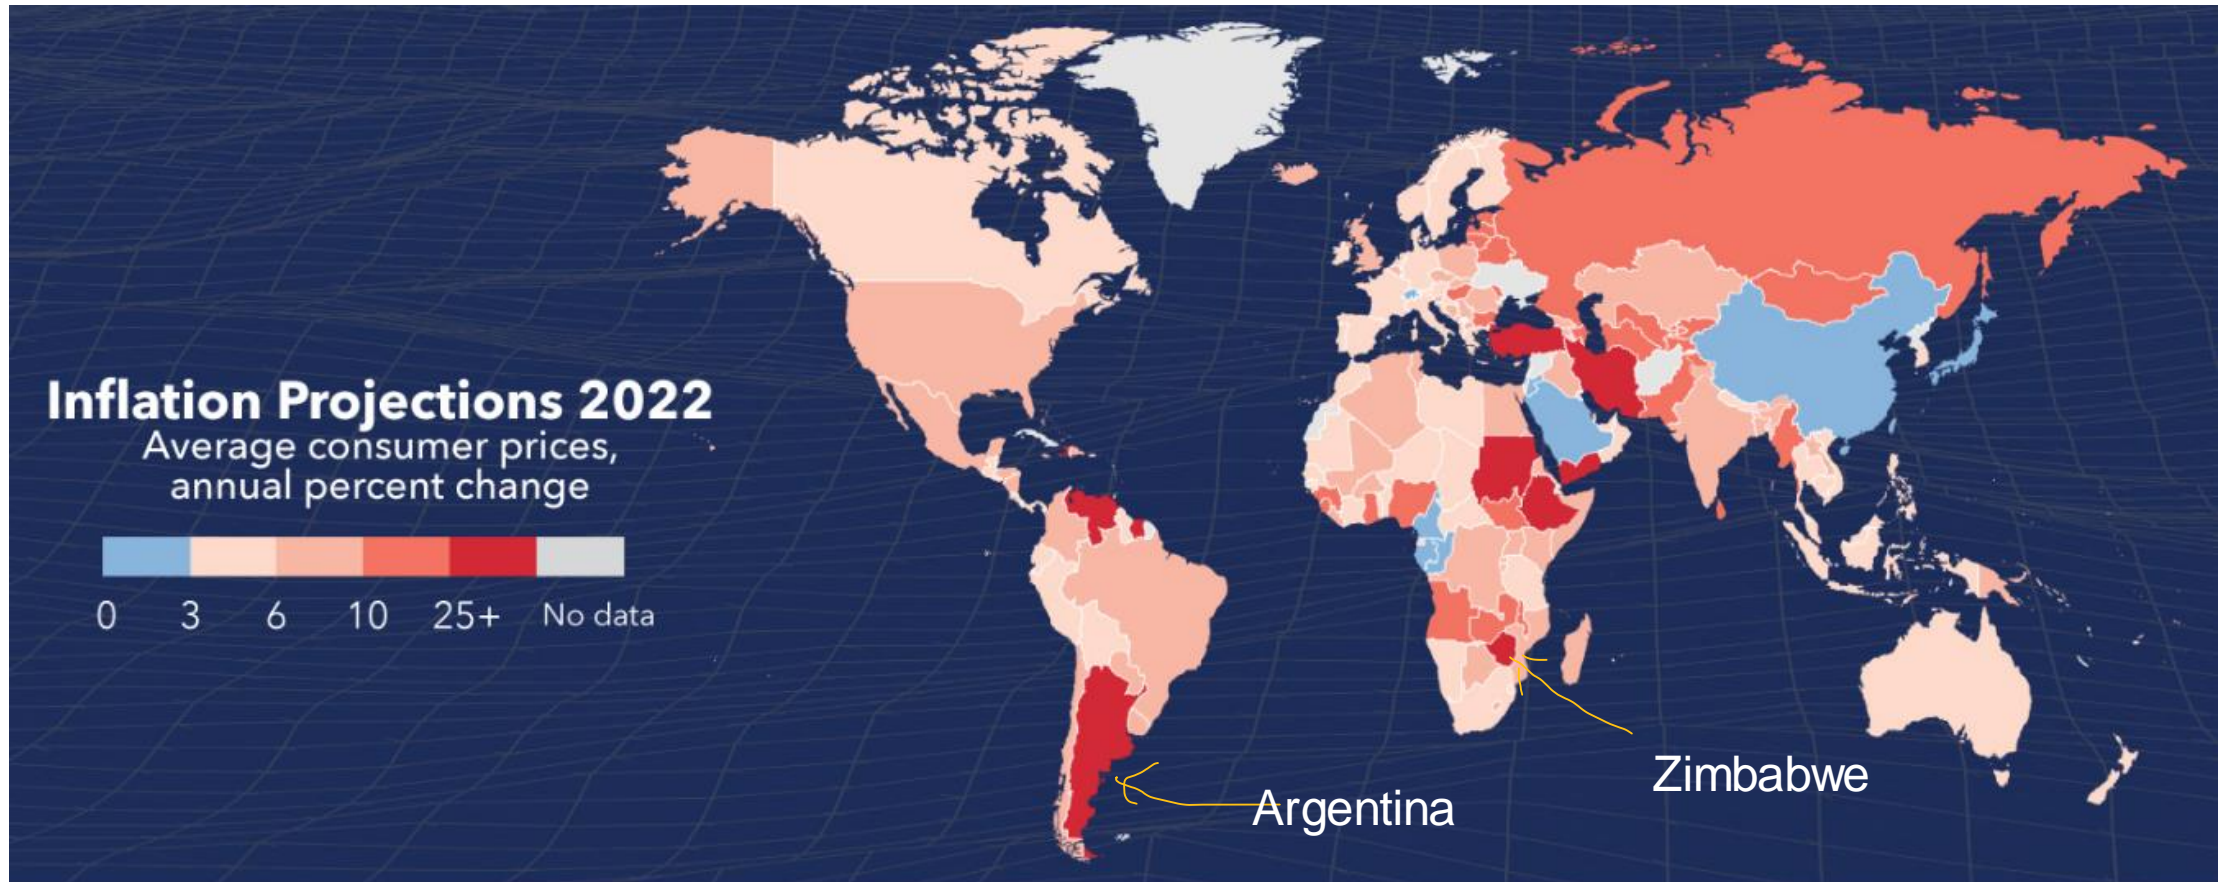 Inflation Projections 2022
Average consumer prices,
annual percent change
0 3 6 10 25+ No data
Zimbabwe
Argentina